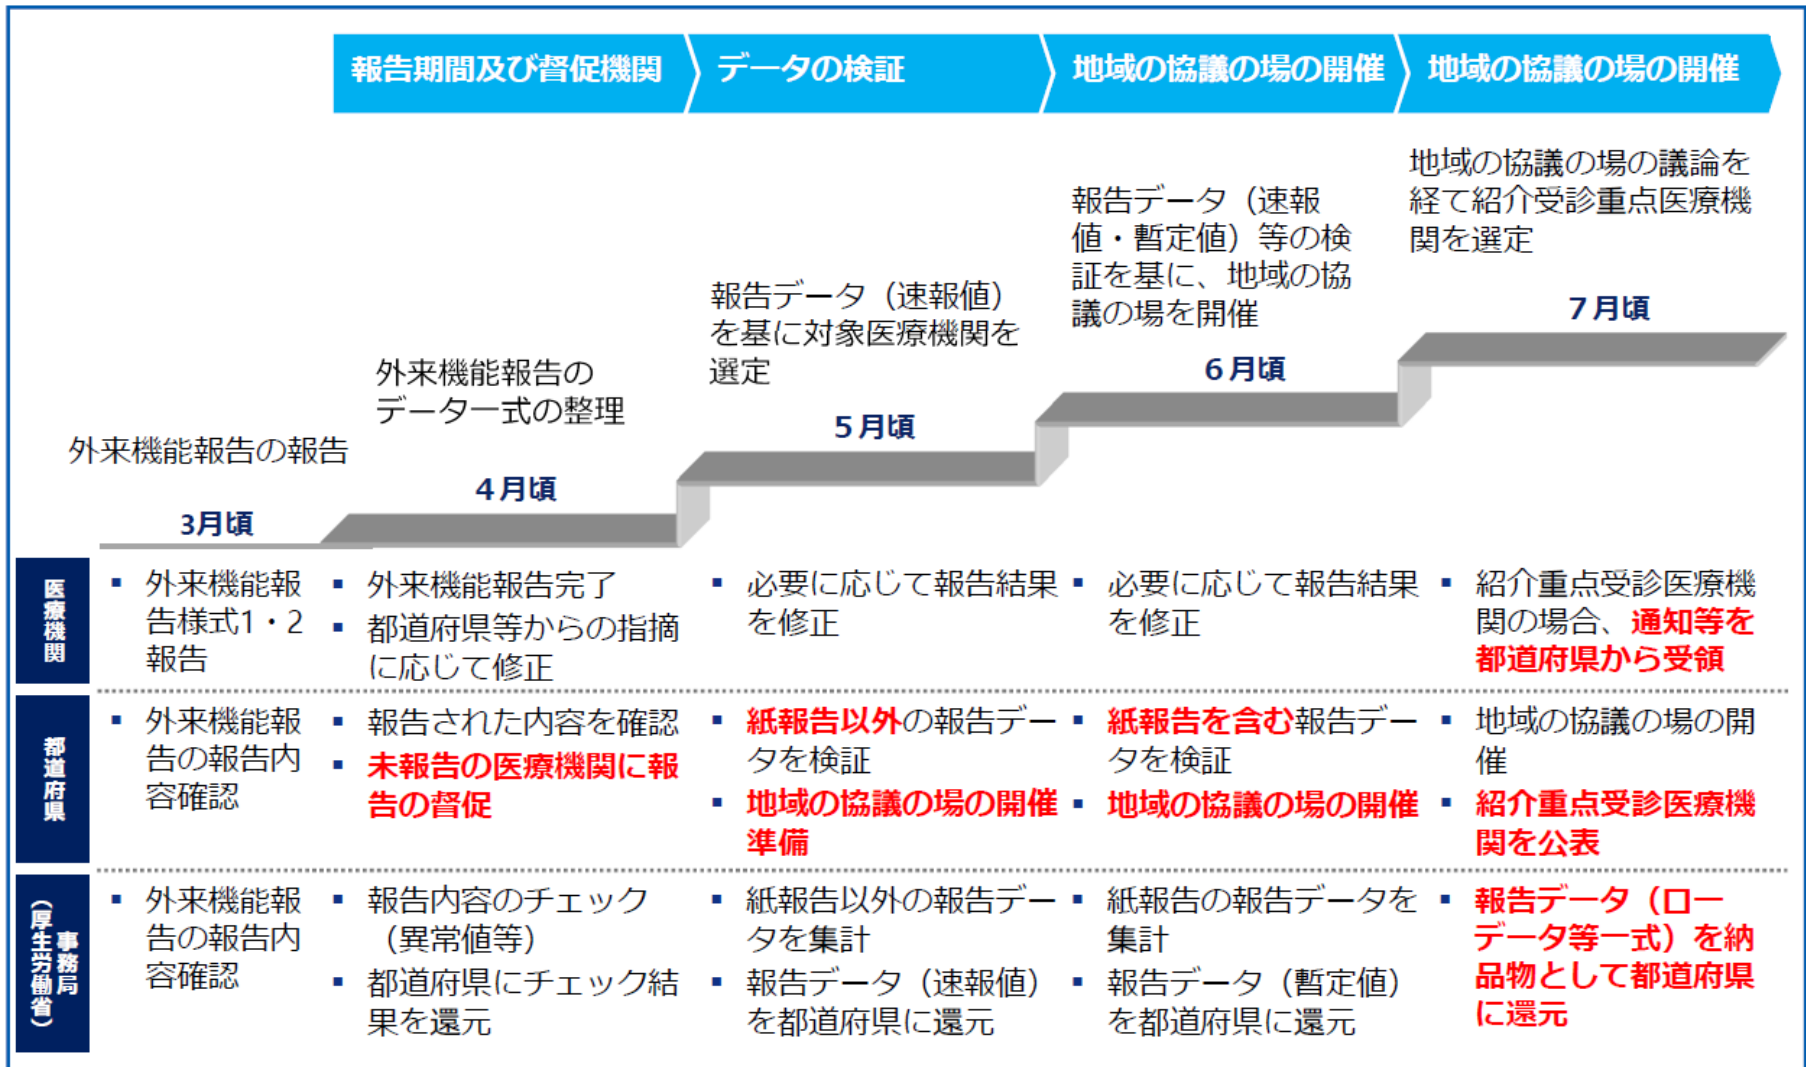 報告期間及び督促機関
データの検証
地域の協議の場の開催
地域の協議の場の開催
外来機能報告の報告
3月頃
外来機能報告の
データ一式の整理
4月頃
報告データ（速報値）
を基に対象医療機関を
選定
5月頃
報告データ（速報
値・暫定値）等の検
証を基に、地域の協
議の場を開催
6月頃
地域の協議の場の議論を
経て紹介受診重点医療機
関を選定
7月頃
医療機関
▪ 外来機能報
告様式1・2
報告
▪ 外来機能報告完了
▪ 都道府県等からの指摘
に応じて修正
▪ 必要に応じて報告結果
を修正
▪ 必要に応じて報告結果
を修正
▪ 紹介重点受診医療機
関の場合、通知等を
都道府県から受領
都道府県
▪ 外来機能報
告の報告内
容確認
▪ 報告された内容を確認
▪ 未報告の医療機関に報
告の督促
▪ 紙報告以外の報告デー
タを検証
▪ 地域の協議の場の開催
準備
▪ 紙報告を含む報告デー
タを検証
▪ 地域の協議の場の開催
▪ 地域の協議の場の開
催
▪ 紹介重点受診医療機
関を公表
事務局
（厚生労働省）
▪ 外来機能報
告の報告内
容確認
▪ 報告内容のチェック
（異常値等）
▪ 都道府県にチェック結
果を還元
▪ 紙報告以外の報告デー
タを集計
▪ 報告データ（速報値）
を都道府県に還元
▪ 紙報告の報告データを
集計
▪ 報告データ（暫定値）
を都道府県に還元
▪ 報告データ（ロー
データ等一式）を納
品物として都道府県
に還元